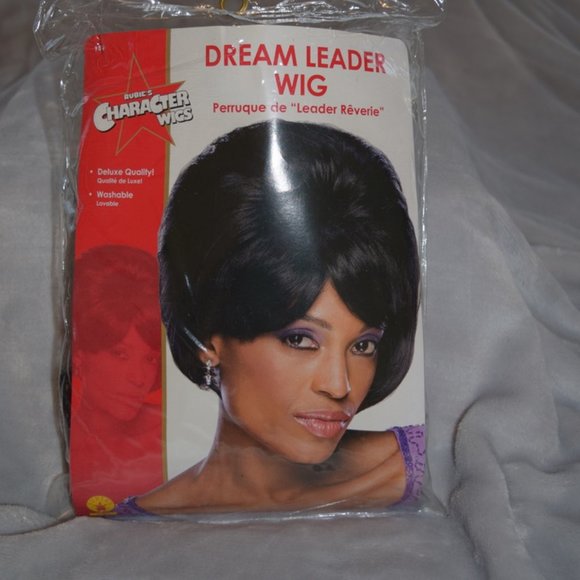 DREAM LEADER
WIG
Perruque de "Leader Rêverie"
RUBIE'S
CHARACTER
WIGS
• Deluxe Quality!
Qualité de Luxe!
• Washable
Lavable